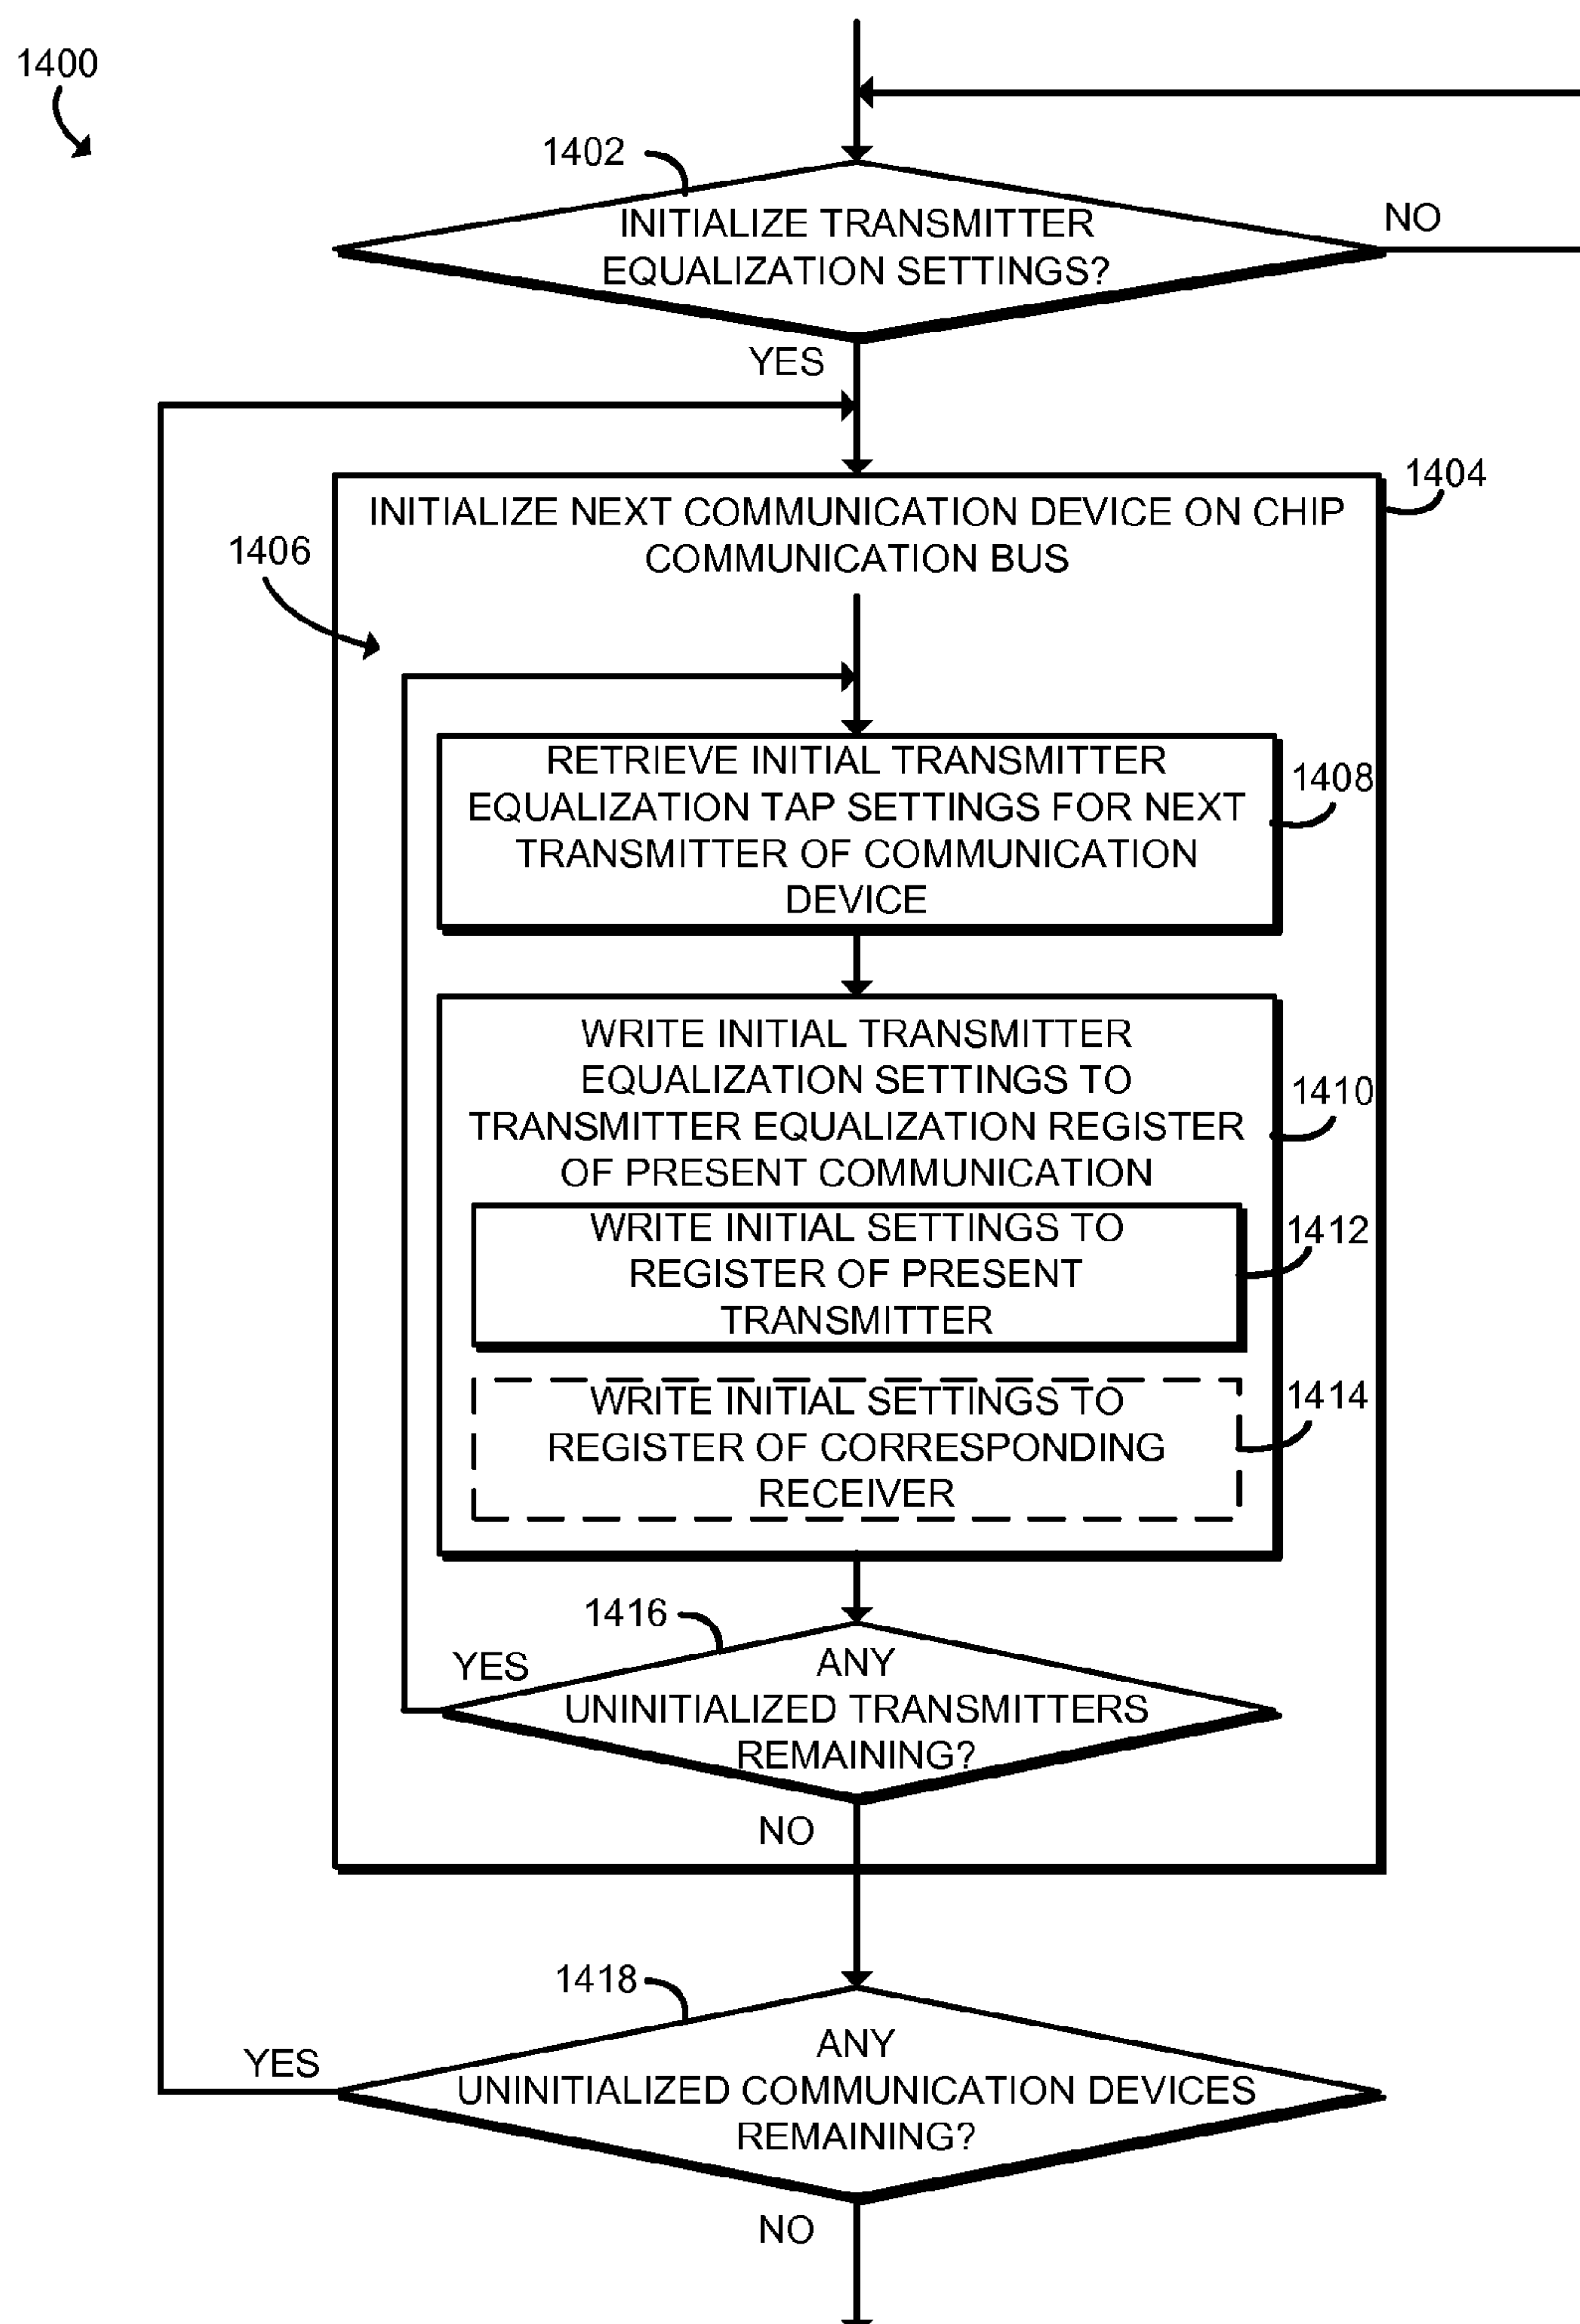 1400
1402
INITIALIZE TRANSMITTER
EQUALIZATION SETTINGS?
NO
YES
1404
INITIALIZE NEXT COMMUNICATION DEVICE ON CHIP
COMMUNICATION BUS
1406
RETRIEVE INITIAL TRANSMITTER
EQUALIZATION TAP SETTINGS FOR NEXT
TRANSMITTER OF COMMUNICATION
DEVICE
1408
WRITE INITIAL TRANSMITTER
EQUALIZATION SETTINGS TO
TRANSMITTER EQUALIZATION REGISTER
OF PRESENT COMMUNICATION
1410
WRITE INITIAL SETTINGS TO
REGISTER OF PRESENT
TRANSMITTER
1412
WRITE INITIAL SETTINGS TO
REGISTER OF CORRESPONDING
RECEIVER
1414
1416
YES
ANY
UNINITIALIZED TRANSMITTERS
REMAINING?
NO
1418
YES
ANY
UNINITIALIZED COMMUNICATION DEVICES
REMAINING?
NO